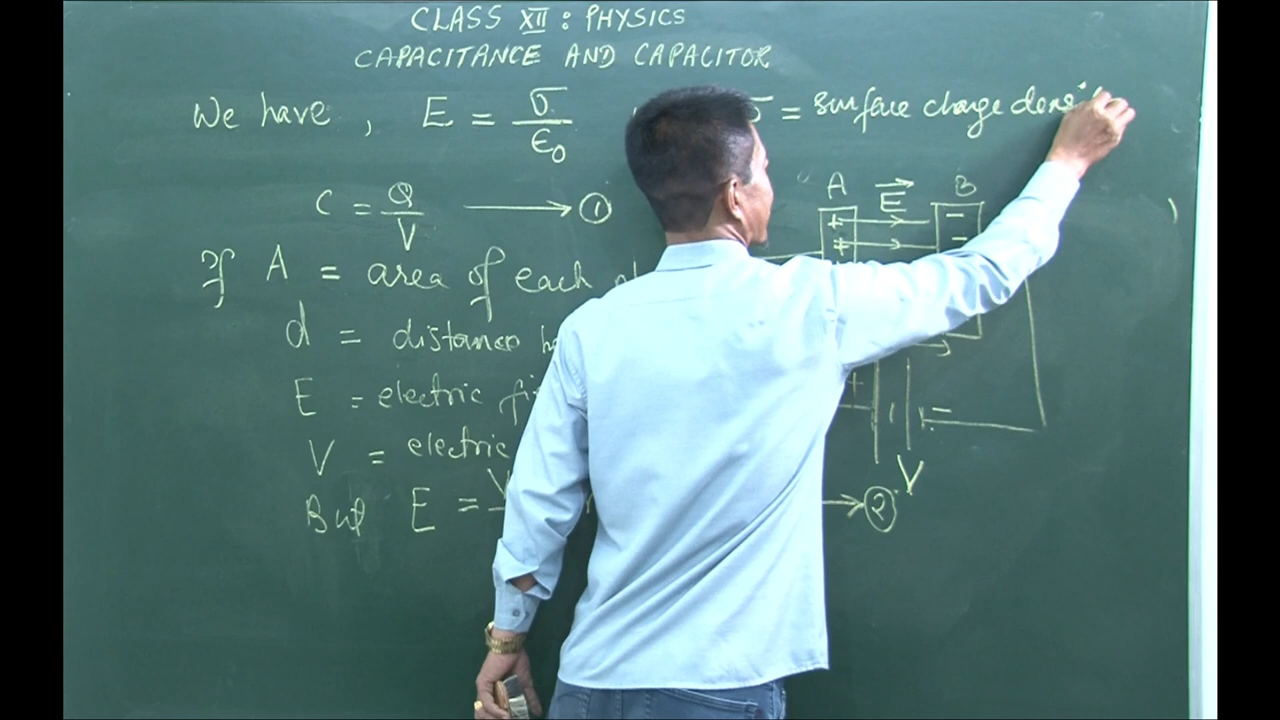 CLASS XII : PHYSICS
CAPACITANCE AND CAPACITOR
We have , E = σ/ε₀ σ = surface charge
C = Q/V ⟶ ①
If A = area of each
d = distance
E = electric
V = electric
But E = ⟶ ②
A E⃗ B
+ −
+ −
+ −
V